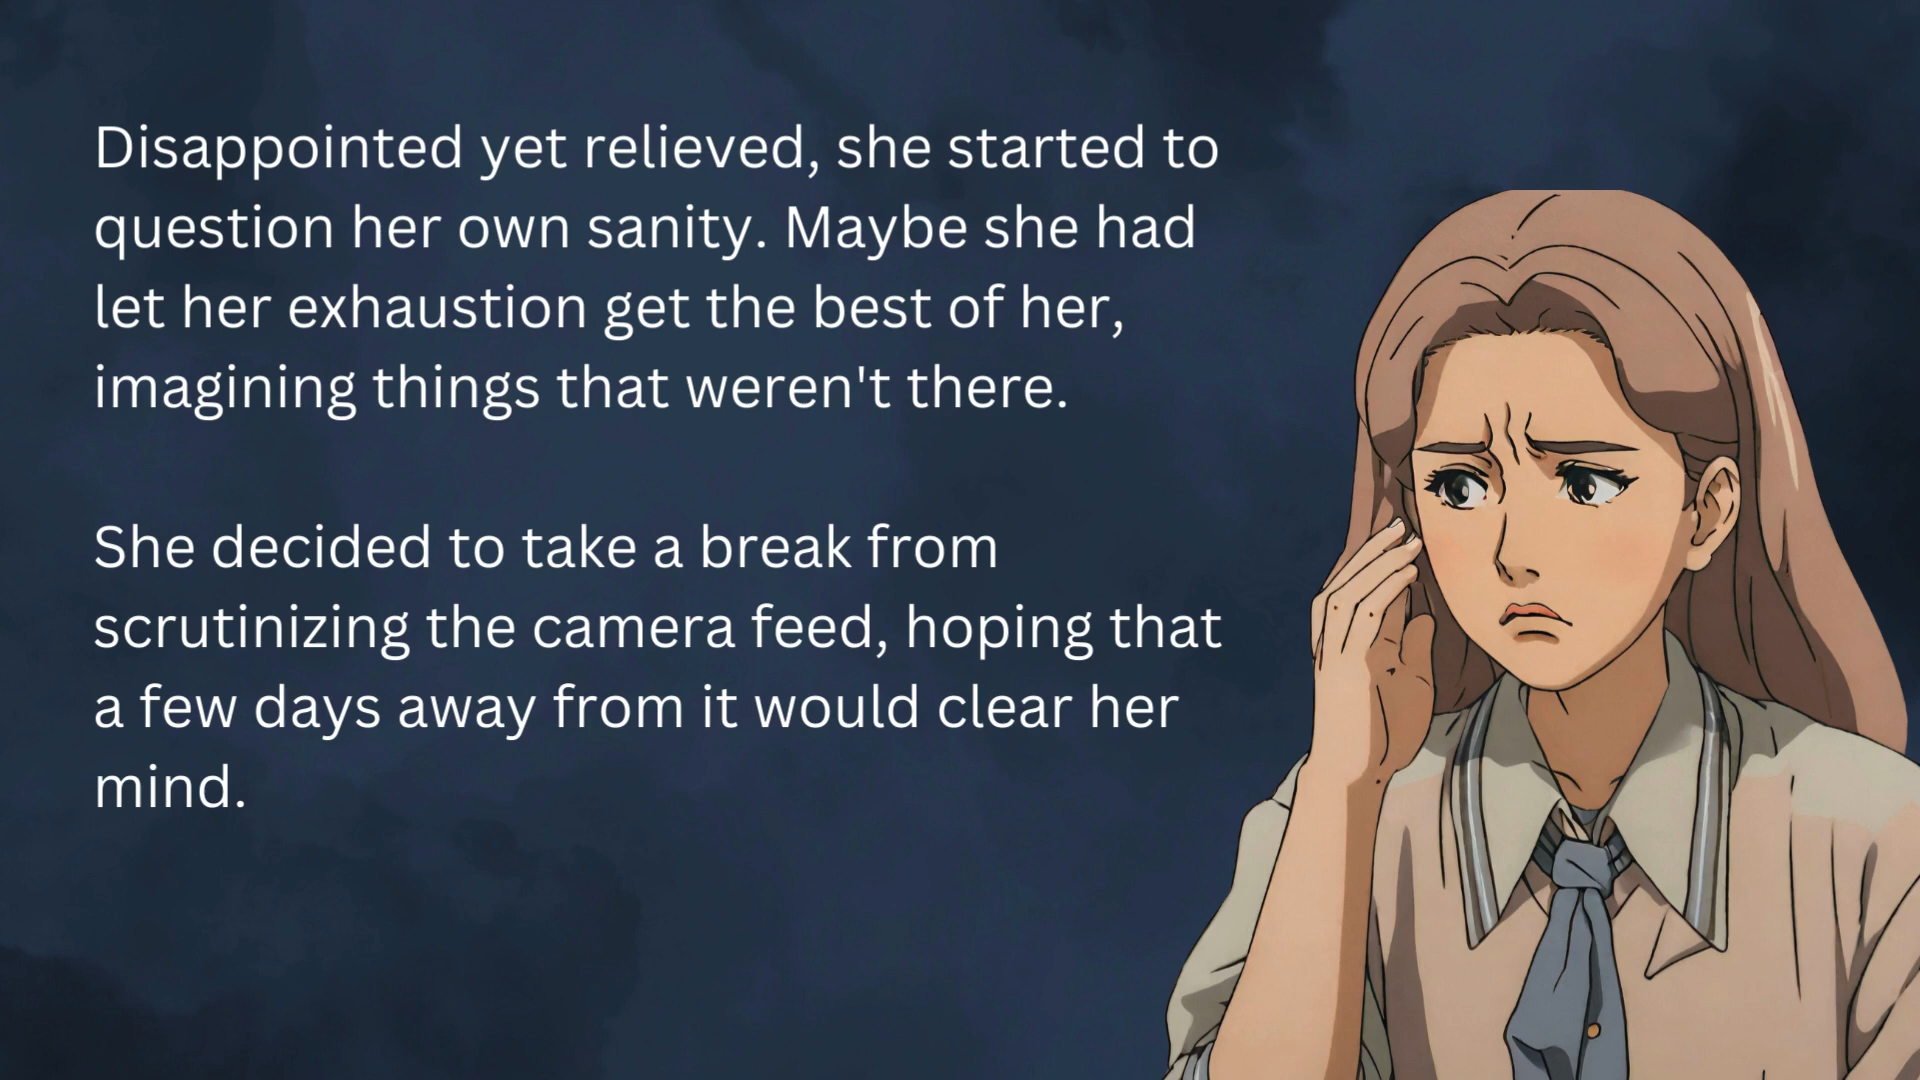 Disappointed yet relieved, she started to
question her own sanity. Maybe she had
let her exhaustion get the best of her,
imagining things that weren't there.
She decided to take a break from
scrutinizing the camera feed, hoping that
a few days away from it would clear her
mind.